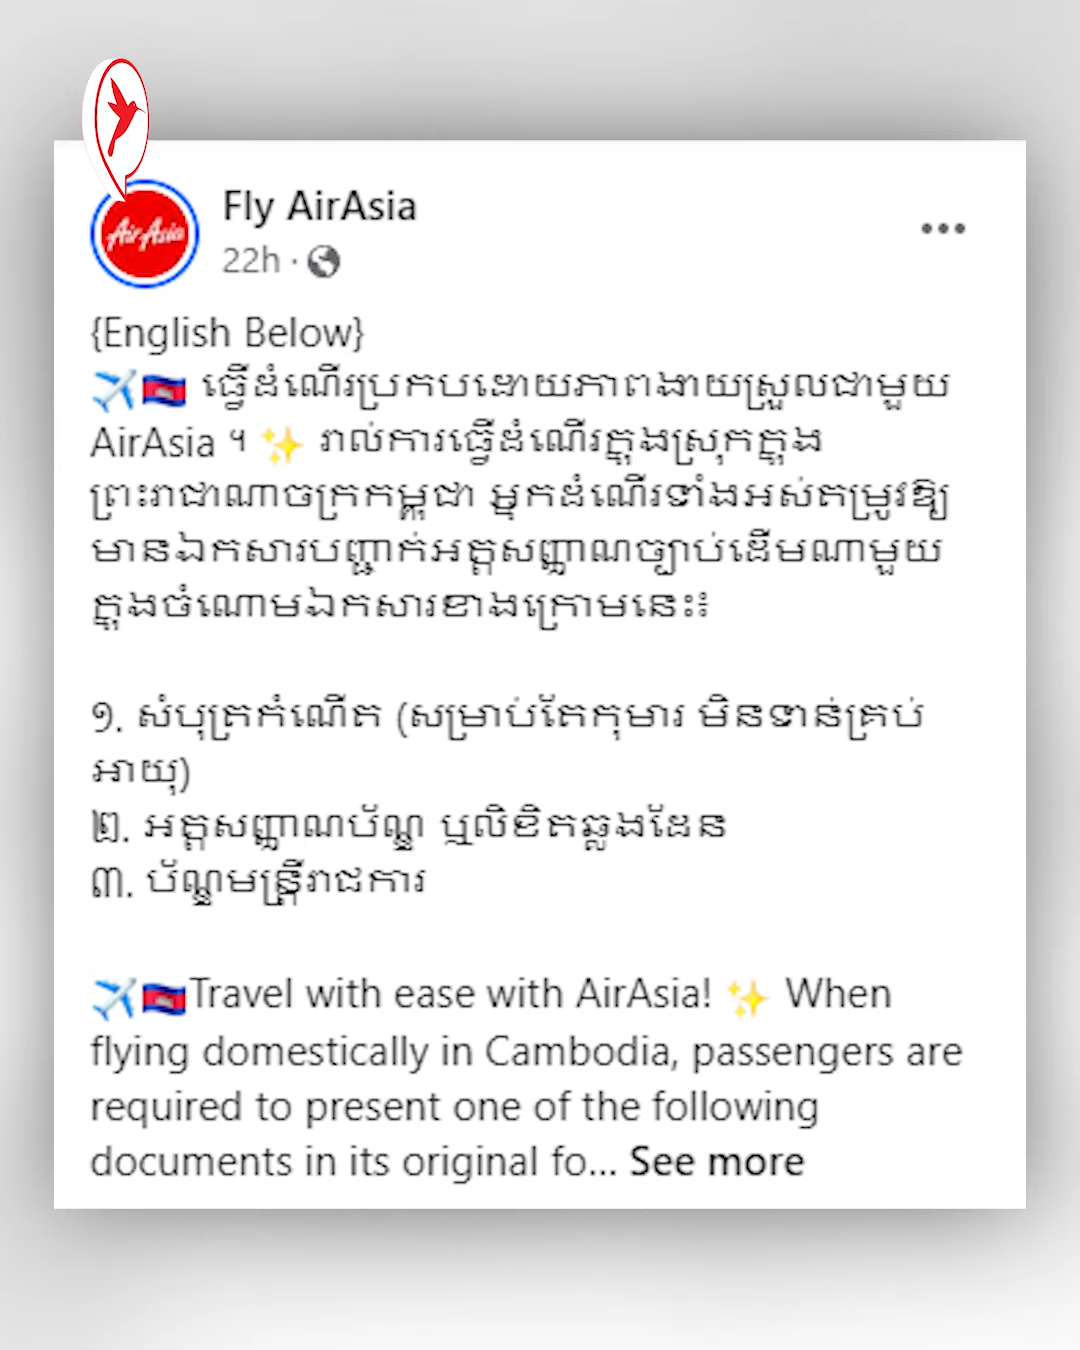 AirAsia
Fly AirAsia
22h ·
{English Below}
✈️🇰🇭 ធ្វើដំណើរប្រកបដោយភាពងាយស្រួលជាមួយ
AirAsia ។ ✨ រាល់ការធ្វើដំណើរក្នុងស្រុកក្នុង
ព្រះរាជាណាចក្រកម្ពុជា អ្នកដំណើរទាំងអស់តម្រូវឱ្យ
មានឯកសារបញ្ជាក់អត្តសញ្ញាណច្បាប់ដើមណាមួយ
ក្នុងចំណោមឯកសារខាងក្រោមនេះ៖
១. សំបុត្រកំណើត (សម្រាប់តែកុមារ មិនទាន់គ្រប់
អាយុ)
២. អត្តសញ្ញាណប័ណ្ណ ឬលិខិតឆ្លងដែន
៣. ប័ណ្ណមន្ត្រីរាជការ
✈️🇰🇭Travel with ease with AirAsia! ✨ When
flying domestically in Cambodia, passengers are
required to present one of the following
documents in its original fo... See more